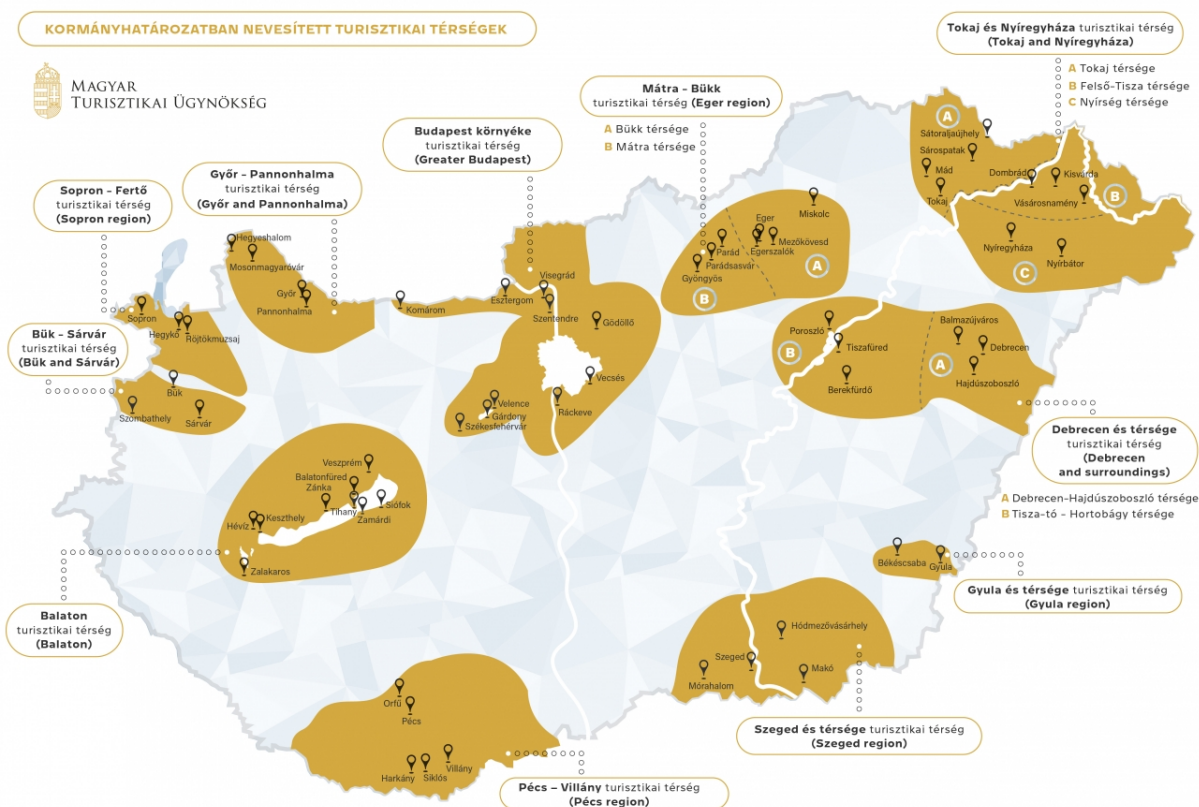 KORMÁNYHATÁROZATBAN NEVESÍTETT TURISZTIKAI TÉRSÉGEK
MAGYAR
TURISZTIKAI ÜGYNÖKSÉG
Tokaj és Nyíregyháza turisztikai térség
(Tokaj and Nyíregyháza)
A Tokaj térsége
B Felső-Tisza térsége
C Nyírség térsége
Mátra – Bükk
turisztikai térség (Eger region)
A Bükk térsége
B Mátra térsége
Budapest környéke
turisztikai térség
(Greater Budapest)
Győr – Pannonhalma
turisztikai térség
(Győr and Pannonhalma)
Sopron – Fertő
turisztikai térség
(Sopron region)
Bük – Sárvár
turisztikai térség
(Bük and Sárvár)
A
Sátoraljaújhely
Sárospatak
Mád
Tokaj
Dombrád
Kisvárda
Vásárosnamény
B
Nyíregyháza
Nyírbátor
C
Miskolc
Eger
Egerszalók
Mezőkövesd
Parád
Parádsasvár
Gyöngyös
A
B
Hegyeshalom
Mosonmagyaróvár
Győr
Pannonhalma
Komárom
Esztergom
Visegrád
Szentendre
Gödöllő
Vecsés
Ráckeve
Velence
Gárdony
Székesfehérvár
Sopron
Hegykő
Röjtökmuzsaj
Bük
Szombathely
Sárvár
Poroszló
Tiszafüred
Berekfürdő
B
Balmazújváros
Debrecen
Hajdúszoboszló
A
Debrecen és térsége
turisztikai térség
(Debrecen
and surroundings)
A Debrecen-Hajdúszoboszló térsége
B Tisza-tó – Hortobágy térsége
Veszprém
Balatonfüred
Zánka
Tihany
Zamárdi
Siófok
Hévíz
Keszthely
Zalakaros
Balaton
turisztikai térség
(Balaton)
Békéscsaba
Gyula
Gyula és térsége turisztikai térség
(Gyula region)
Hódmezővásárhely
Szeged
Mórahalom
Makó
Szeged és térsége turisztikai térség
(Szeged region)
Orfű
Pécs
Harkány
Siklós
Villány
Pécs – Villány turisztikai térség
(Pécs region)